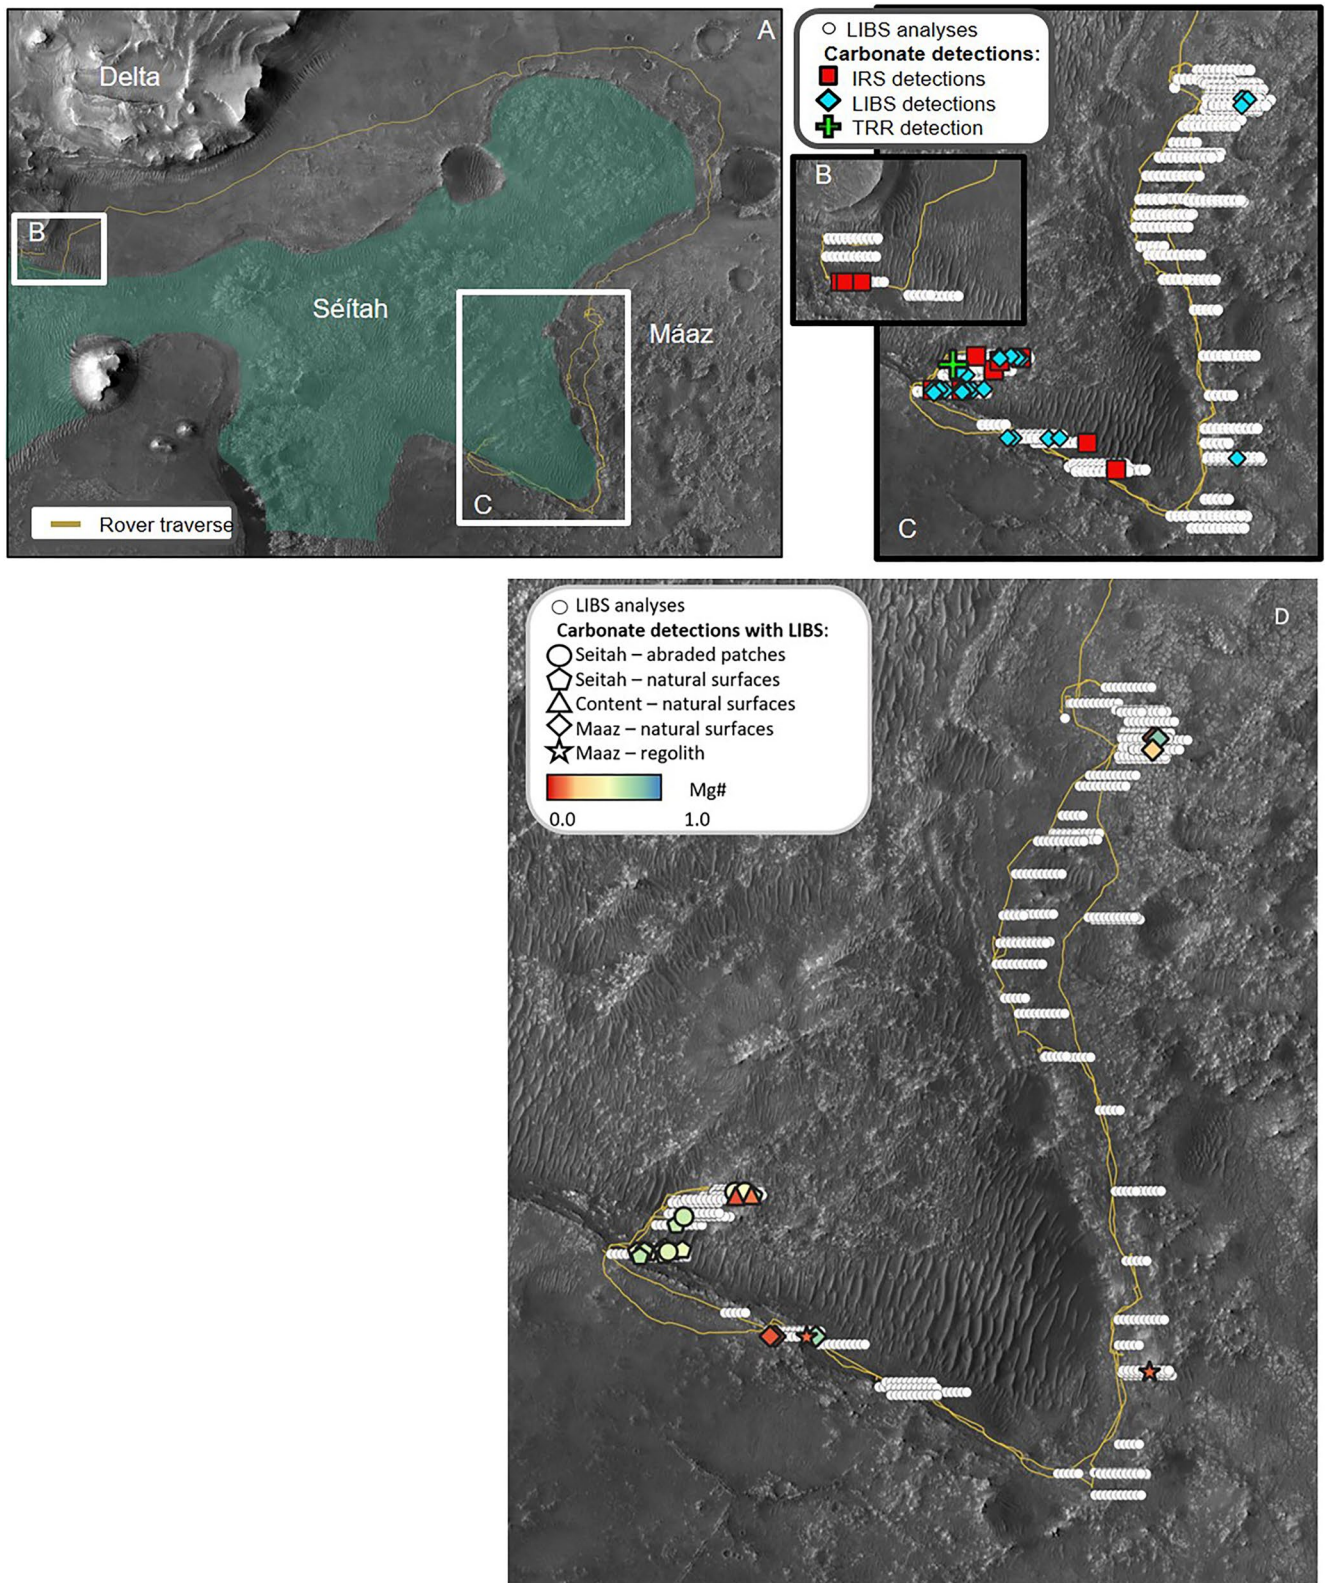 A
Delta
B
Séítah
Máaz
C
Rover traverse
LIBS analyses
Carbonate detections:
IRS detections
LIBS detections
TRR detection
B
C
LIBS analyses
Carbonate detections with LIBS:
Seitah – abraded patches
Seitah – natural surfaces
Content – natural surfaces
Maaz – natural surfaces
Maaz – regolith
Mg#
0.0 1.0
D